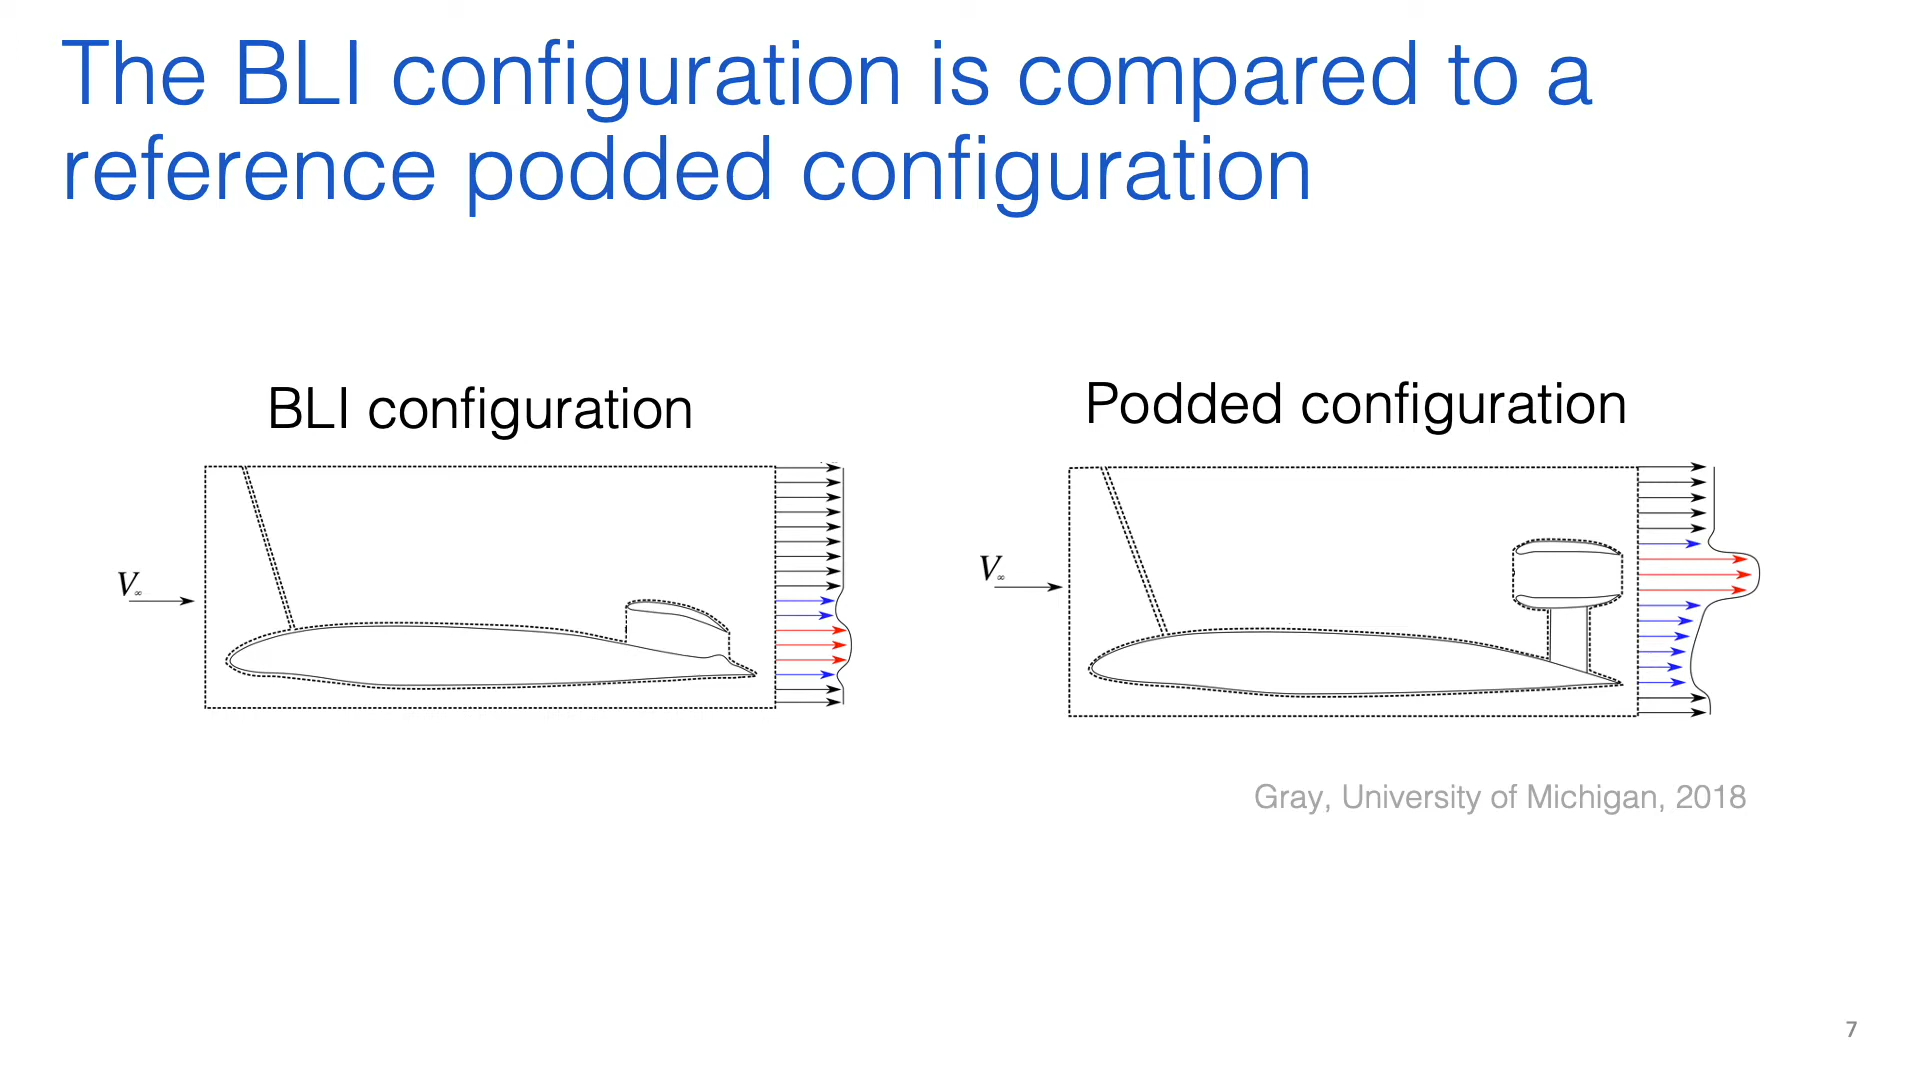 The BLI configuration is compared to a
reference podded configuration
BLI configuration
Podded configuration
V∞
V∞
Gray, University of Michigan, 2018
7